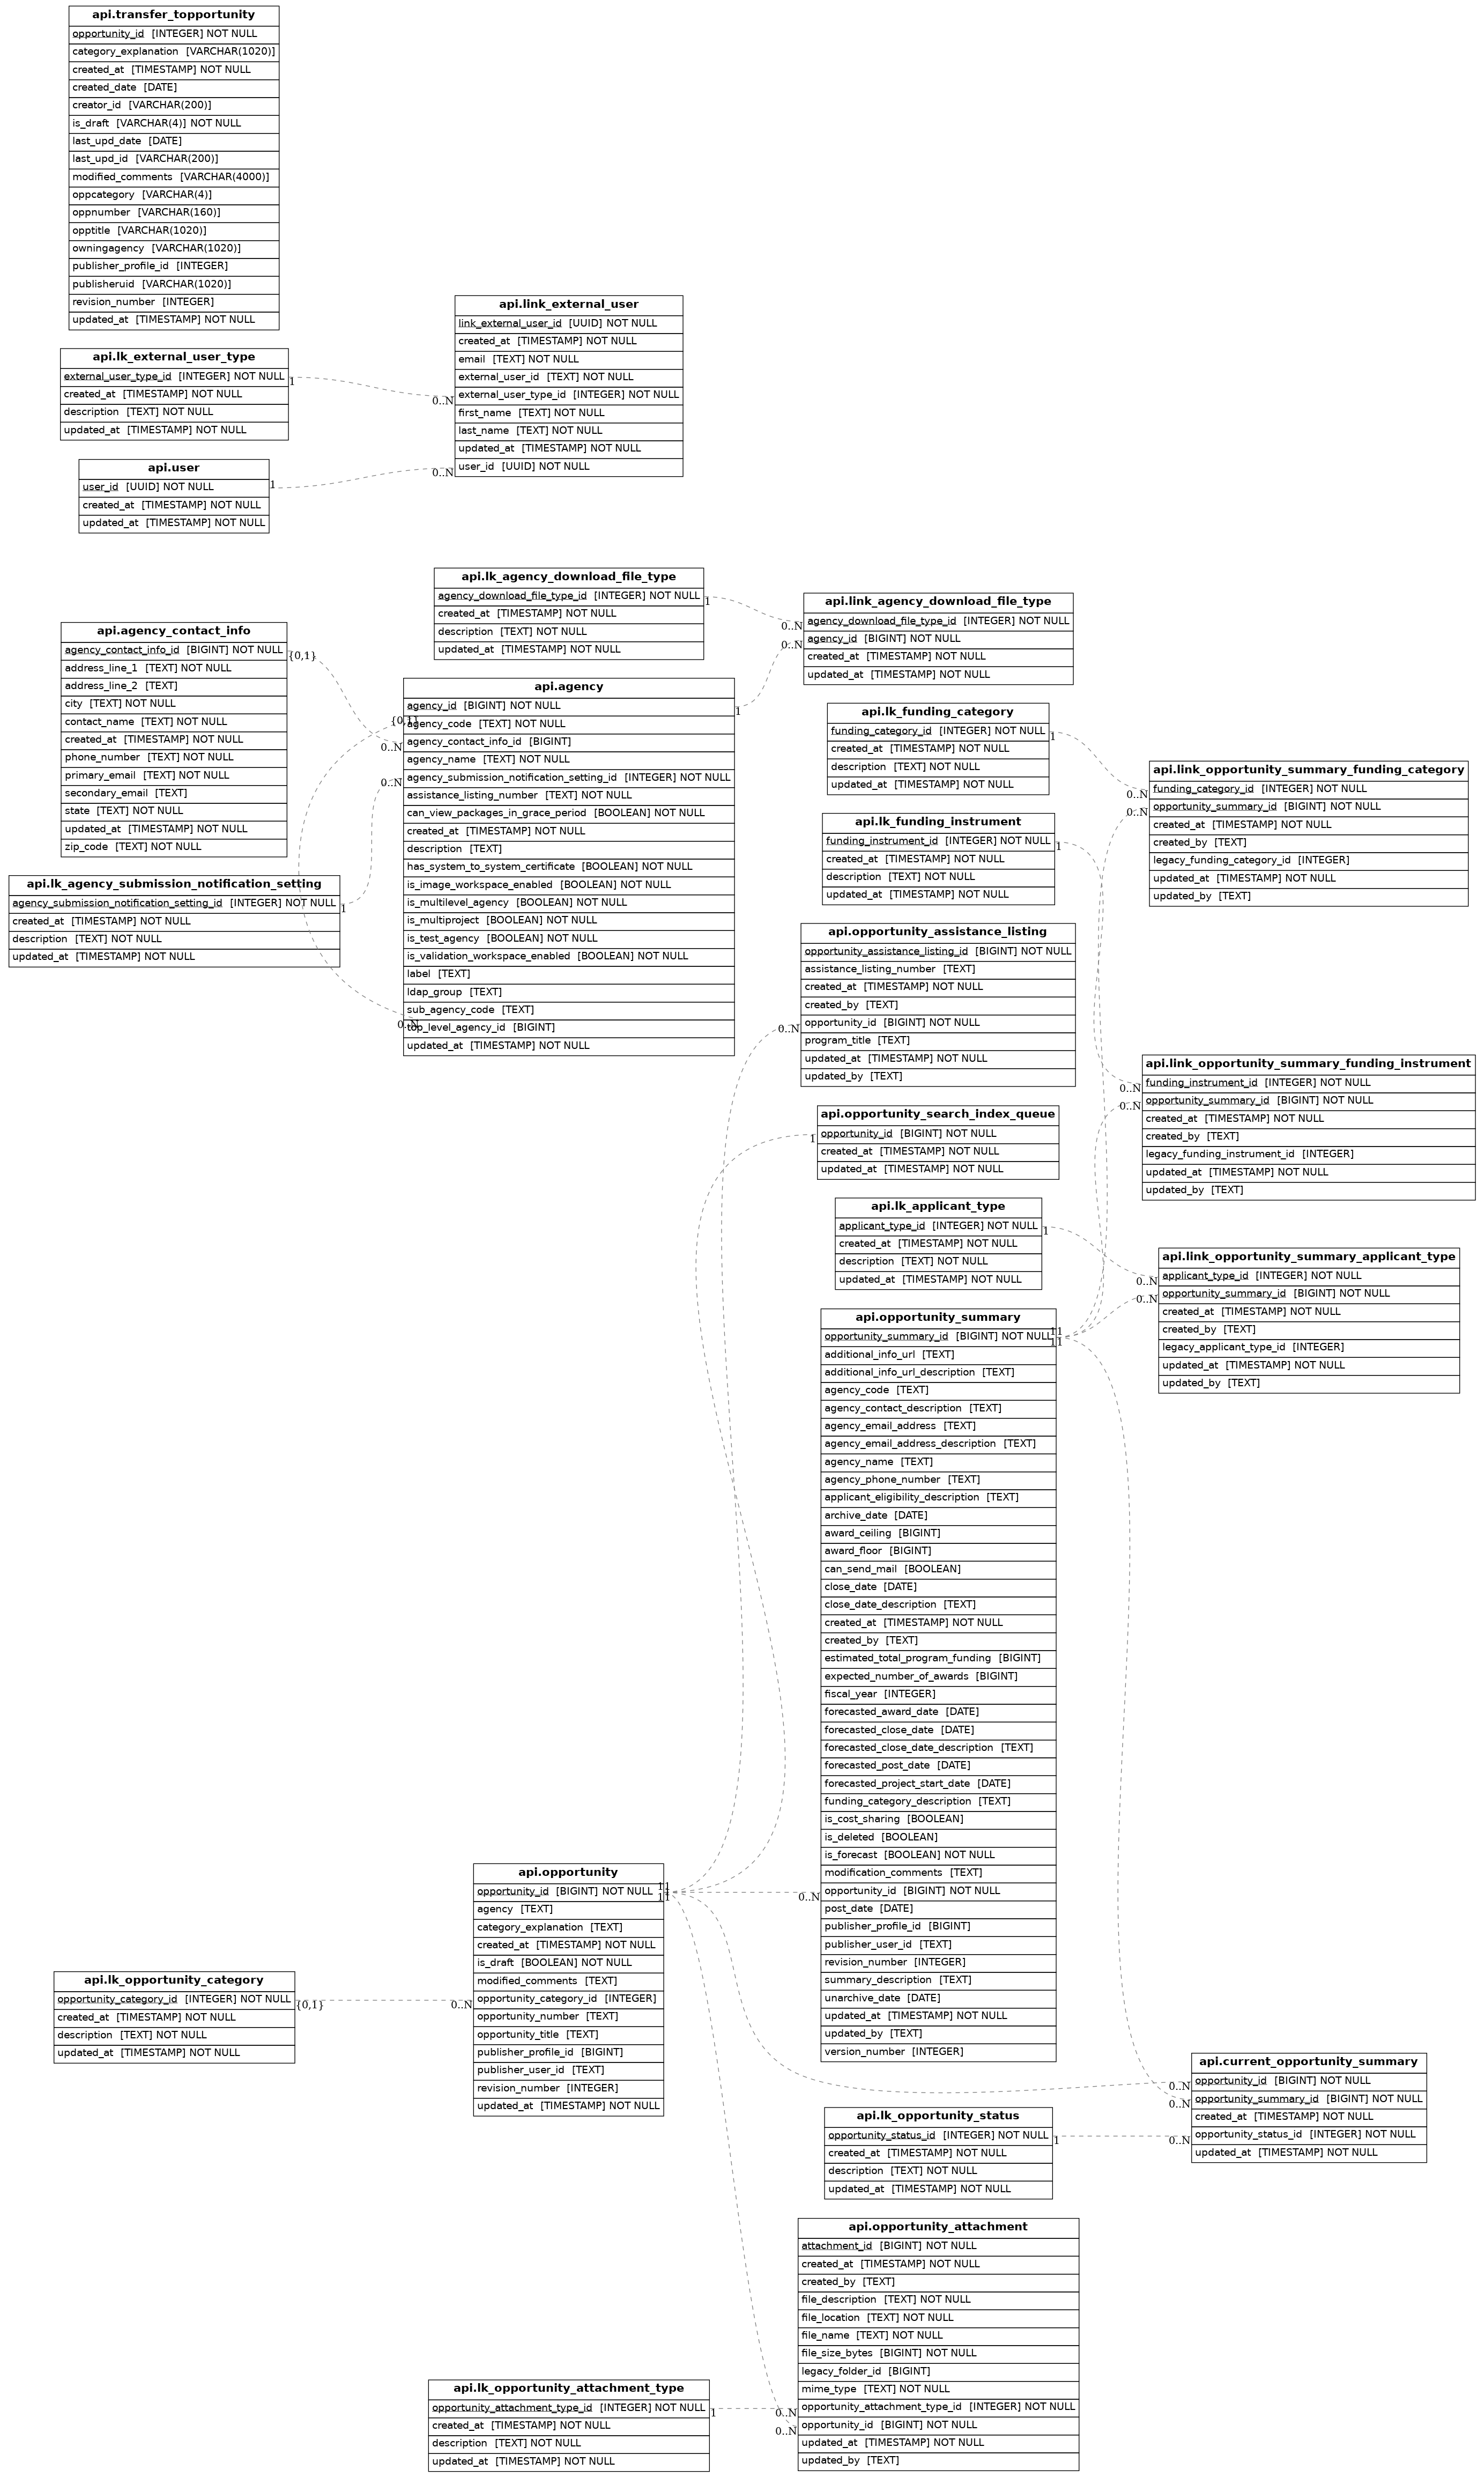 api.transfer_topportunity
opportunity_id [INTEGER] NOT NULL
category_explanation [VARCHAR(1020)]
created_at [TIMESTAMP] NOT NULL
created_date [DATE]
creator_id [VARCHAR(200)]
is_draft [VARCHAR(4)] NOT NULL
last_upd_date [DATE]
last_upd_id [VARCHAR(200)]
modified_comments [VARCHAR(4000)]
oppcategory [VARCHAR(4)]
oppnumber [VARCHAR(160)]
opptitle [VARCHAR(1020)]
owningagency [VARCHAR(1020)]
publisher_profile_id [INTEGER]
publisheruid [VARCHAR(1020)]
revision_number [INTEGER]
updated_at [TIMESTAMP] NOT NULL
api.lk_external_user_type
external_user_type_id [INTEGER] NOT NULL
created_at [TIMESTAMP] NOT NULL
description [TEXT] NOT NULL
updated_at [TIMESTAMP] NOT NULL
1
0..N
api.link_external_user
link_external_user_id [UUID] NOT NULL
created_at [TIMESTAMP] NOT NULL
email [TEXT] NOT NULL
external_user_id [TEXT] NOT NULL
external_user_type_id [INTEGER] NOT NULL
first_name [TEXT] NOT NULL
last_name [TEXT] NOT NULL
updated_at [TIMESTAMP] NOT NULL
user_id [UUID] NOT NULL
api.user
user_id [UUID] NOT NULL
created_at [TIMESTAMP] NOT NULL
updated_at [TIMESTAMP] NOT NULL
1
0..N
api.agency_contact_info
agency_contact_info_id [BIGINT] NOT NULL
address_line_1 [TEXT] NOT NULL
address_line_2 [TEXT]
city [TEXT] NOT NULL
contact_name [TEXT] NOT NULL
created_at [TIMESTAMP] NOT NULL
phone_number [TEXT] NOT NULL
primary_email [TEXT] NOT NULL
secondary_email [TEXT]
state [TEXT] NOT NULL
updated_at [TIMESTAMP] NOT NULL
zip_code [TEXT] NOT NULL
{0,1}
0..N
api.lk_agency_submission_notification_setting
agency_submission_notification_setting_id [INTEGER] NOT NULL
created_at [TIMESTAMP] NOT NULL
description [TEXT] NOT NULL
updated_at [TIMESTAMP] NOT NULL
1
0..N
api.lk_agency_download_file_type
agency_download_file_type_id [INTEGER] NOT NULL
created_at [TIMESTAMP] NOT NULL
description [TEXT] NOT NULL
updated_at [TIMESTAMP] NOT NULL
1
0..N
api.agency
agency_id [BIGINT] NOT NULL
agency_code [TEXT] NOT NULL
agency_contact_info_id [BIGINT]
agency_name [TEXT] NOT NULL
agency_submission_notification_setting_id [INTEGER] NOT NULL
assistance_listing_number [TEXT] NOT NULL
can_view_packages_in_grace_period [BOOLEAN] NOT NULL
created_at [TIMESTAMP] NOT NULL
description [TEXT]
has_system_to_system_certificate [BOOLEAN] NOT NULL
is_image_workspace_enabled [BOOLEAN] NOT NULL
is_multilevel_agency [BOOLEAN] NOT NULL
is_multiproject [BOOLEAN] NOT NULL
is_test_agency [BOOLEAN] NOT NULL
is_validation_workspace_enabled [BOOLEAN] NOT NULL
label [TEXT]
ldap_group [TEXT]
sub_agency_code [TEXT]
top_level_agency_id [BIGINT]
updated_at [TIMESTAMP] NOT NULL
{0,1}
0..N
1
0..N
api.link_agency_download_file_type
agency_download_file_type_id [INTEGER] NOT NULL
agency_id [BIGINT] NOT NULL
created_at [TIMESTAMP] NOT NULL
updated_at [TIMESTAMP] NOT NULL
api.lk_funding_category
funding_category_id [INTEGER] NOT NULL
created_at [TIMESTAMP] NOT NULL
description [TEXT] NOT NULL
updated_at [TIMESTAMP] NOT NULL
1
0..N
api.lk_funding_instrument
funding_instrument_id [INTEGER] NOT NULL
created_at [TIMESTAMP] NOT NULL
description [TEXT] NOT NULL
updated_at [TIMESTAMP] NOT NULL
1
0..N
api.link_opportunity_summary_funding_category
funding_category_id [INTEGER] NOT NULL
opportunity_summary_id [BIGINT] NOT NULL
created_at [TIMESTAMP] NOT NULL
created_by [TEXT]
legacy_funding_category_id [INTEGER]
updated_at [TIMESTAMP] NOT NULL
updated_by [TEXT]
api.opportunity_assistance_listing
opportunity_assistance_listing_id [BIGINT] NOT NULL
assistance_listing_number [TEXT]
created_at [TIMESTAMP] NOT NULL
created_by [TEXT]
opportunity_id [BIGINT] NOT NULL
program_title [TEXT]
updated_at [TIMESTAMP] NOT NULL
updated_by [TEXT]
0..N
api.link_opportunity_summary_funding_instrument
funding_instrument_id [INTEGER] NOT NULL
opportunity_summary_id [BIGINT] NOT NULL
created_at [TIMESTAMP] NOT NULL
created_by [TEXT]
legacy_funding_instrument_id [INTEGER]
updated_at [TIMESTAMP] NOT NULL
updated_by [TEXT]
0..N
0..N
api.opportunity_search_index_queue
opportunity_id [BIGINT] NOT NULL
created_at [TIMESTAMP] NOT NULL
updated_at [TIMESTAMP] NOT NULL
1
api.lk_applicant_type
applicant_type_id [INTEGER] NOT NULL
created_at [TIMESTAMP] NOT NULL
description [TEXT] NOT NULL
updated_at [TIMESTAMP] NOT NULL
1
0..N
0..N
api.link_opportunity_summary_applicant_type
applicant_type_id [INTEGER] NOT NULL
opportunity_summary_id [BIGINT] NOT NULL
created_at [TIMESTAMP] NOT NULL
created_by [TEXT]
legacy_applicant_type_id [INTEGER]
updated_at [TIMESTAMP] NOT NULL
updated_by [TEXT]
api.opportunity_summary
opportunity_summary_id [BIGINT] NOT NULL
additional_info_url [TEXT]
additional_info_url_description [TEXT]
agency_code [TEXT]
agency_contact_description [TEXT]
agency_email_address [TEXT]
agency_email_address_description [TEXT]
agency_name [TEXT]
agency_phone_number [TEXT]
applicant_eligibility_description [TEXT]
archive_date [DATE]
award_ceiling [BIGINT]
award_floor [BIGINT]
can_send_mail [BOOLEAN]
close_date [DATE]
close_date_description [TEXT]
created_at [TIMESTAMP] NOT NULL
created_by [TEXT]
estimated_total_program_funding [BIGINT]
expected_number_of_awards [BIGINT]
fiscal_year [INTEGER]
forecasted_award_date [DATE]
forecasted_close_date [DATE]
forecasted_close_date_description [TEXT]
forecasted_post_date [DATE]
forecasted_project_start_date [DATE]
funding_category_description [TEXT]
is_cost_sharing [BOOLEAN]
is_deleted [BOOLEAN]
is_forecast [BOOLEAN] NOT NULL
modification_comments [TEXT]
opportunity_id [BIGINT] NOT NULL
post_date [DATE]
publisher_profile_id [BIGINT]
publisher_user_id [TEXT]
revision_number [INTEGER]
summary_description [TEXT]
unarchive_date [DATE]
updated_at [TIMESTAMP] NOT NULL
updated_by [TEXT]
version_number [INTEGER]
11
11
0..N
api.opportunity
opportunity_id [BIGINT] NOT NULL
agency [TEXT]
category_explanation [TEXT]
created_at [TIMESTAMP] NOT NULL
is_draft [BOOLEAN] NOT NULL
modified_comments [TEXT]
opportunity_category_id [INTEGER]
opportunity_number [TEXT]
opportunity_title [TEXT]
publisher_profile_id [BIGINT]
publisher_user_id [TEXT]
revision_number [INTEGER]
updated_at [TIMESTAMP] NOT NULL
11
11
api.lk_opportunity_category
opportunity_category_id [INTEGER] NOT NULL
created_at [TIMESTAMP] NOT NULL
description [TEXT] NOT NULL
updated_at [TIMESTAMP] NOT NULL
{0,1}
0..N
api.current_opportunity_summary
opportunity_id [BIGINT] NOT NULL
opportunity_summary_id [BIGINT] NOT NULL
created_at [TIMESTAMP] NOT NULL
opportunity_status_id [INTEGER] NOT NULL
updated_at [TIMESTAMP] NOT NULL
0..N
0..N
api.lk_opportunity_status
opportunity_status_id [INTEGER] NOT NULL
created_at [TIMESTAMP] NOT NULL
description [TEXT] NOT NULL
updated_at [TIMESTAMP] NOT NULL
1
0..N
api.opportunity_attachment
attachment_id [BIGINT] NOT NULL
created_at [TIMESTAMP] NOT NULL
created_by [TEXT]
file_description [TEXT] NOT NULL
file_location [TEXT] NOT NULL
file_name [TEXT] NOT NULL
file_size_bytes [BIGINT] NOT NULL
legacy_folder_id [BIGINT]
mime_type [TEXT] NOT NULL
opportunity_attachment_type_id [INTEGER] NOT NULL
opportunity_id [BIGINT] NOT NULL
updated_at [TIMESTAMP] NOT NULL
updated_by [TEXT]
api.lk_opportunity_attachment_type
opportunity_attachment_type_id [INTEGER] NOT NULL
created_at [TIMESTAMP] NOT NULL
description [TEXT] NOT NULL
updated_at [TIMESTAMP] NOT NULL
1
0..N
0..N